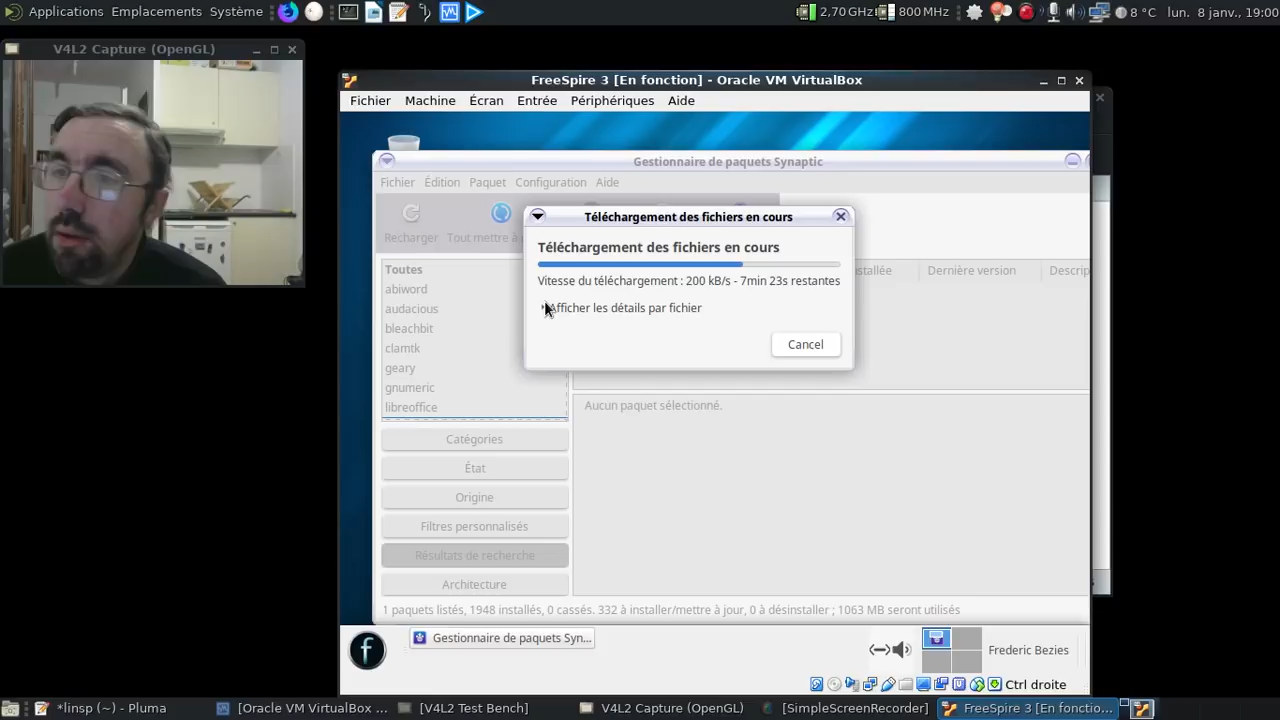 Applications Emplacements Système
2,70 GHz 800 MHz 8 °C lun. 8 janv., 19:00
V4L2 Capture (OpenGL)
FreeSpire 3 [En fonction] - Oracle VM VirtualBox
Fichier Machine Écran Entrée Périphériques Aide
Gestionnaire de paquets Synaptic
Fichier Édition Paquet Configuration Aide
Recharger Tout mettre à
Téléchargement des fichiers en cours
Téléchargement des fichiers en cours
Vitesse du téléchargement : 200 kB/s - 7min 23s restantes
Afficher les détails par fichier
Cancel
Dernière version
Toutes
abiword
audacious
bleachbit
clamtk
geary
gnumeric
libreoffice
Aucun paquet sélectionné.
Catégories
État
Origine
Filtres personnalisés
Résultats de recherche
Architecture
1 paquets listés, 1948 installés, 0 cassés. 332 à installer/mettre à jour, 0 à désinstaller ; 1063 MB seront utilisés
f Gestionnaire de paquets Syn... Frederic Bezies
Ctrl droite
*linsp (~) - Pluma [Oracle VM VirtualBox ... [V4L2 Test Bench] V4L2 Capture (OpenGL) [SimpleScreenRecorder] FreeSpire 3 [En fonctio...